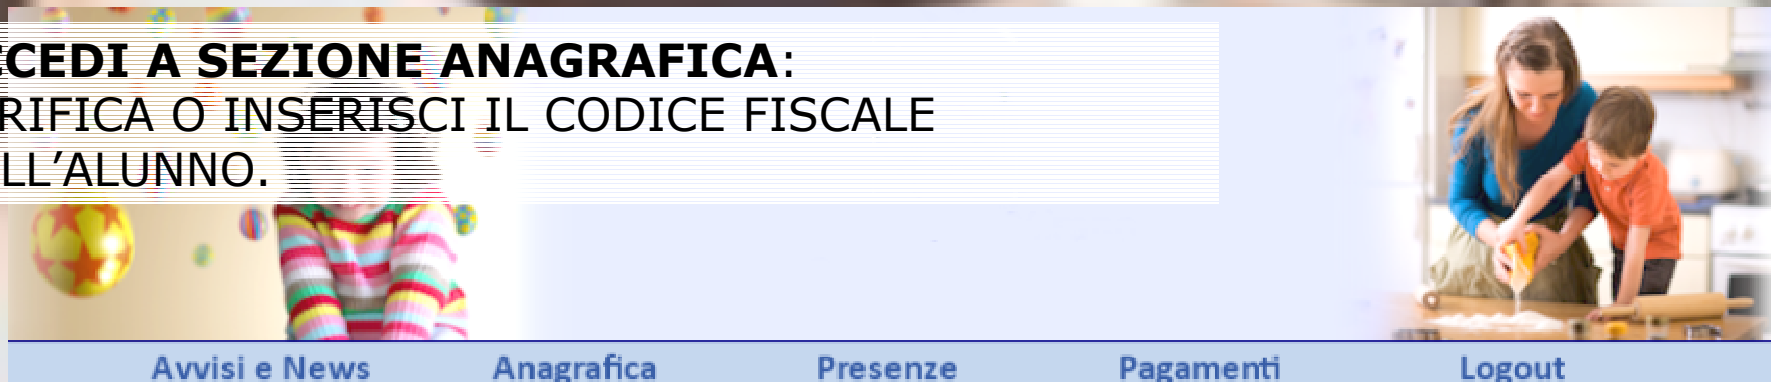 CEDI A SEZIONE ANAGRAFICA:
RIFICA O INSERISCI IL CODICE FISCALE
LL’ALUNNO.
Avvisi e News Anagrafica Presenze Pagamenti Logout